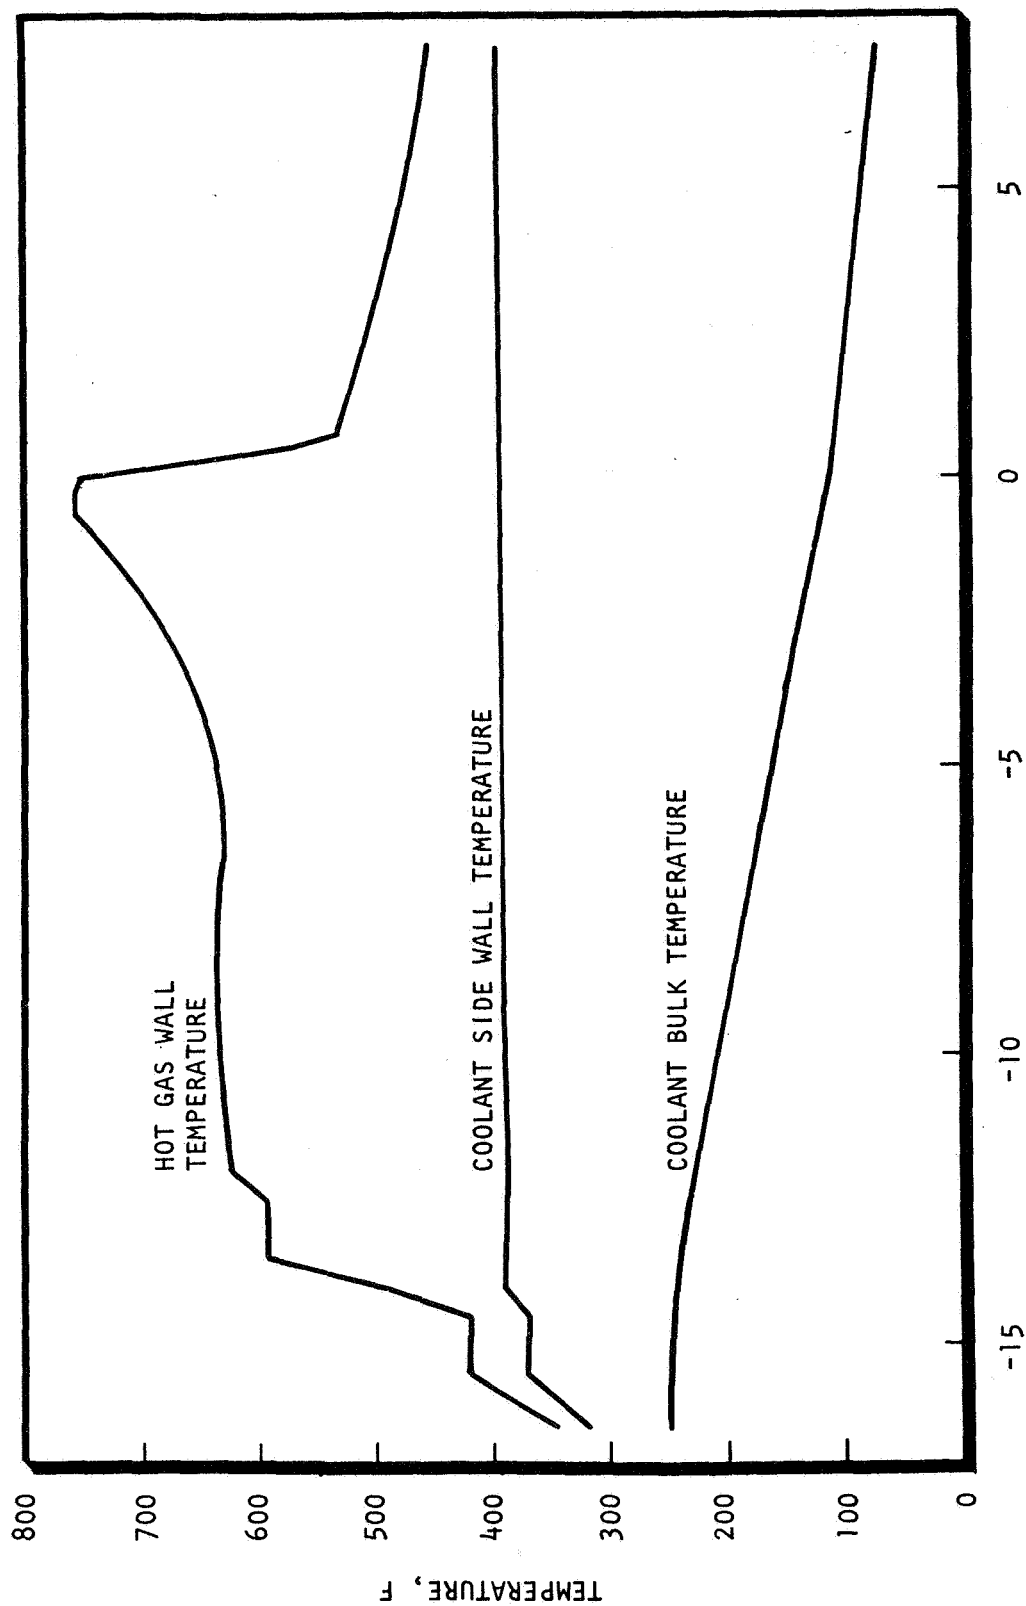 800
700
600
500
400
300
200
100
0
TEMPERATURE, F
HOT GAS WALL
TEMPERATURE
COOLANT SIDE WALL TEMPERATURE
COOLANT BULK TEMPERATURE
-15
-10
-5
0
5